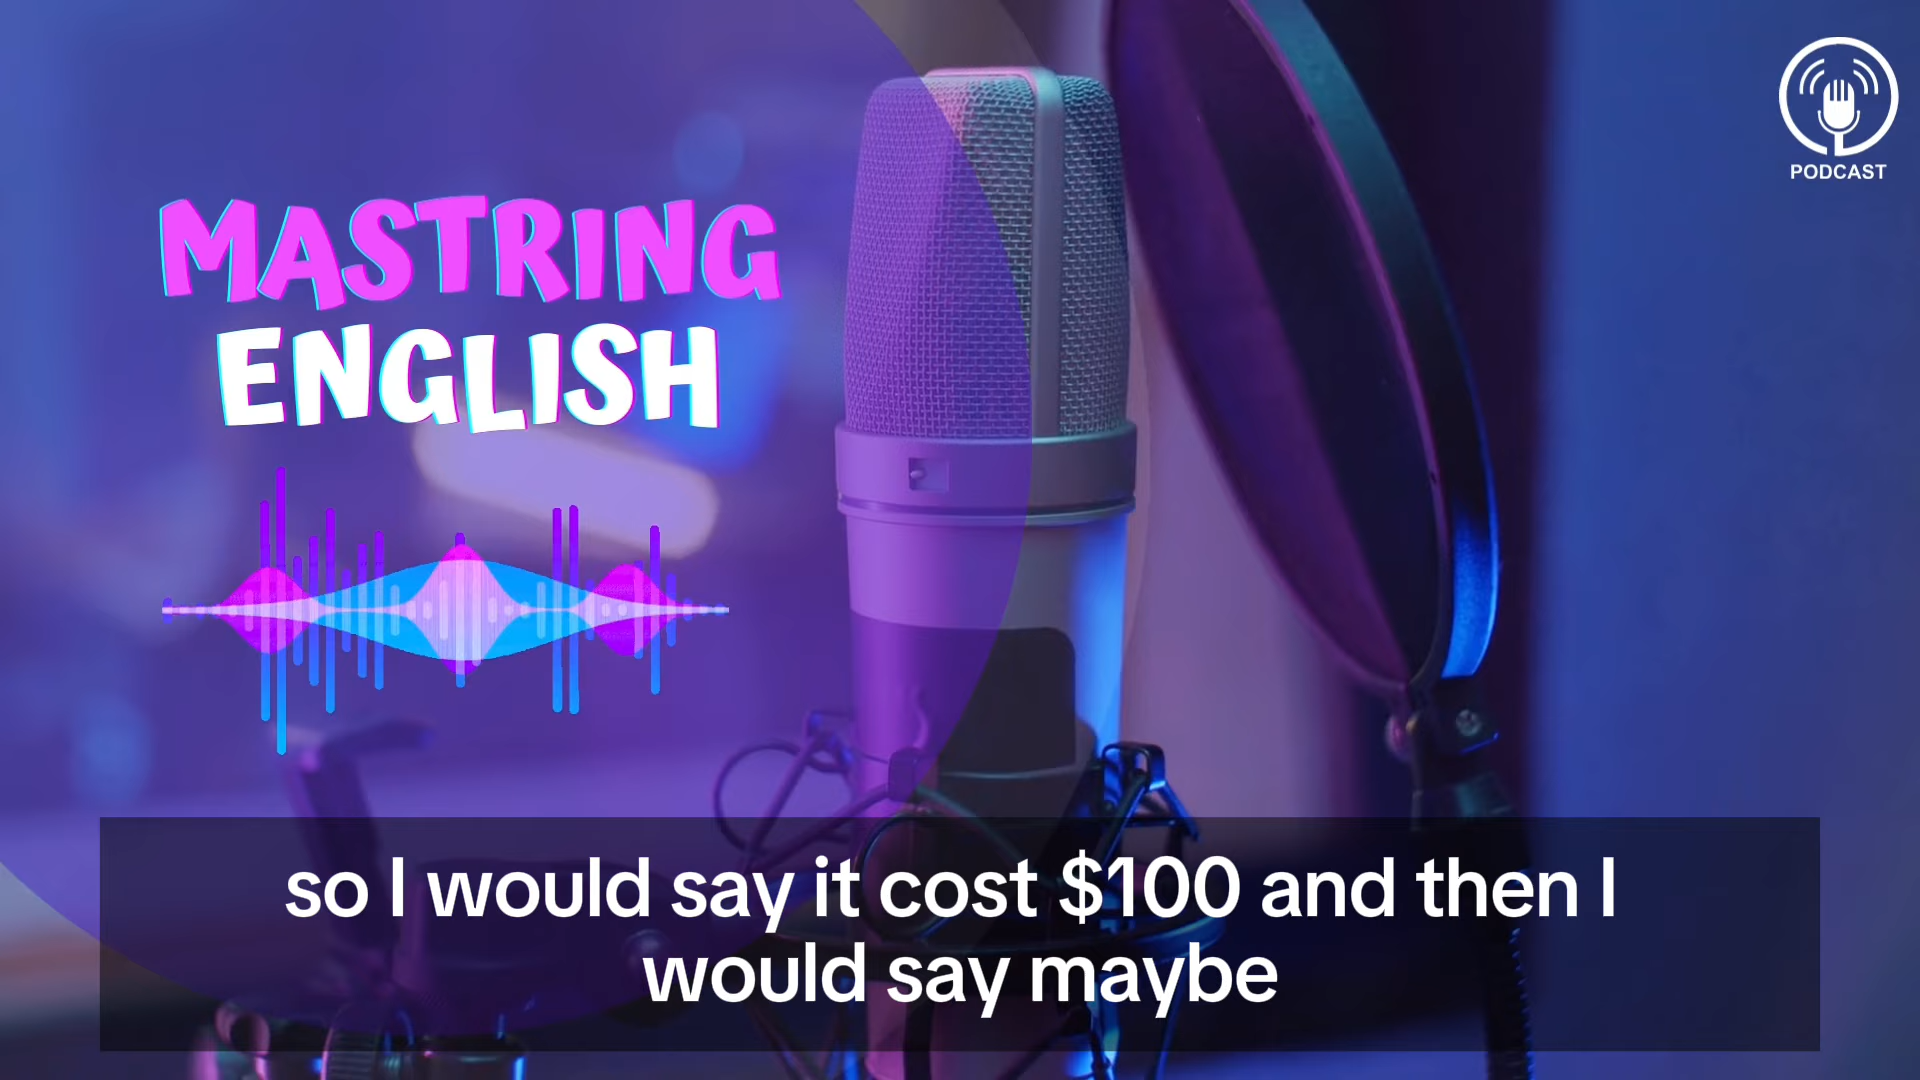 PODCAST
MASTRING
ENGLISH
so I would say it cost $100 and then I
would say maybe